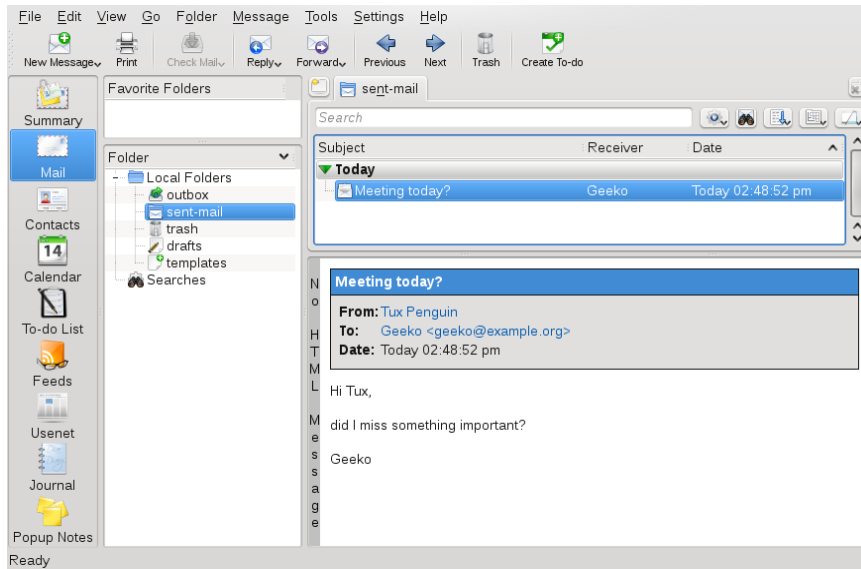 File Edit View Go Folder Message Tools Settings Help
New Message Print Check Mail Reply Forward Previous Next Trash Create To-do
Summary
Mail
Contacts
14
Calendar
To-do List
Feeds
Usenet
Journal
Popup Notes
Favorite Folders
Folder
Local Folders
outbox
sent-mail
trash
drafts
templates
Searches
sent-mail
Search
Subject Receiver Date
Today
Meeting today? Geeko Today 02:48:52 pm
No HTML Message
Meeting today?
From: Tux Penguin
To: Geeko <geeko@example.org>
Date: Today 02:48:52 pm
Hi Tux,
did I miss something important?
Geeko
Ready